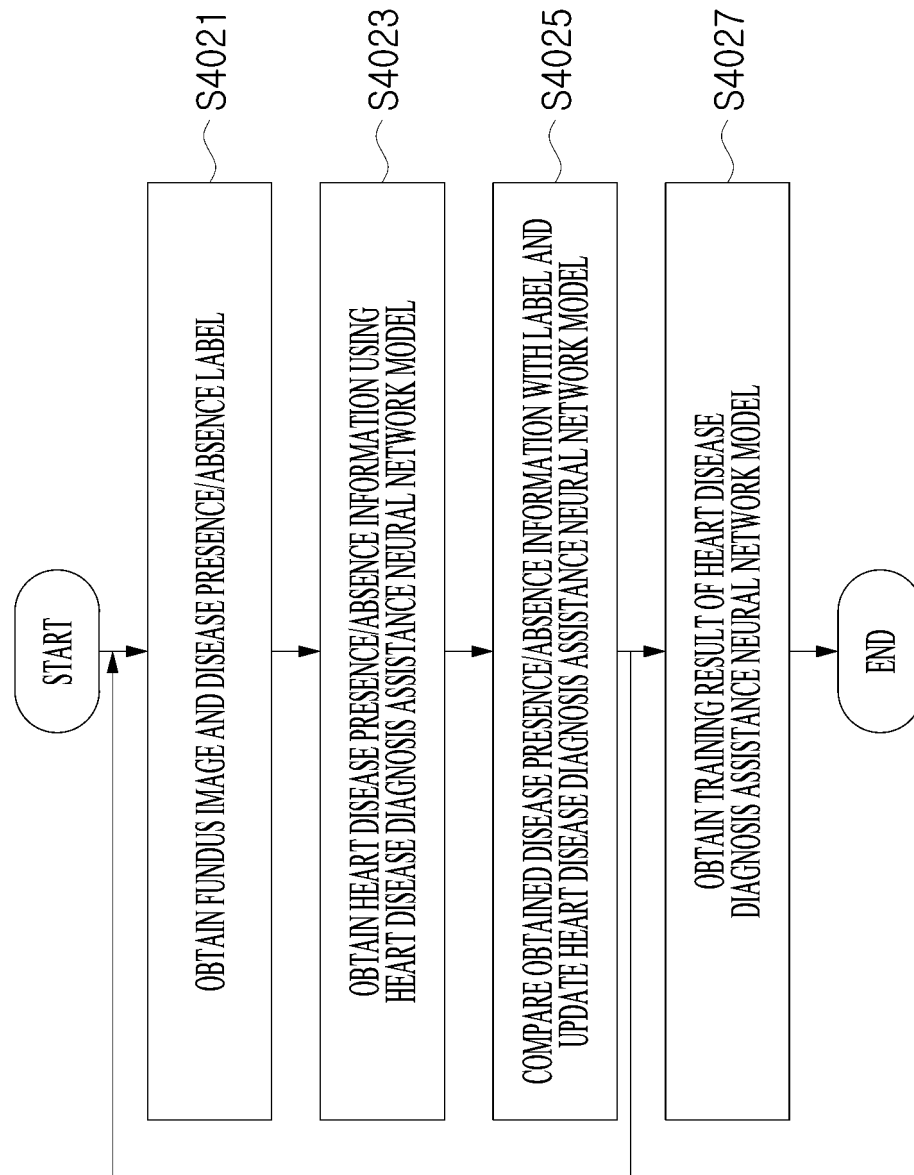 START
OBTAIN FUNDUS IMAGE AND DISEASE PRESENCE/ABSENCE LABEL
S4021
OBTAIN HEART DISEASE PRESENCE/ABSENCE INFORMATION USING
HEART DISEASE DIAGNOSIS ASSISTANCE NEURAL NETWORK MODEL
S4023
COMPARE OBTAINED DISEASE PRESENCE/ABSENCE INFORMATION WITH LABEL AND
UPDATE HEART DISEASE DIAGNOSIS ASSISTANCE NEURAL NETWORK MODEL
S4025
OBTAIN TRAINING RESULT OF HEART DISEASE
DIAGNOSIS ASSISTANCE NEURAL NETWORK MODEL
S4027
END